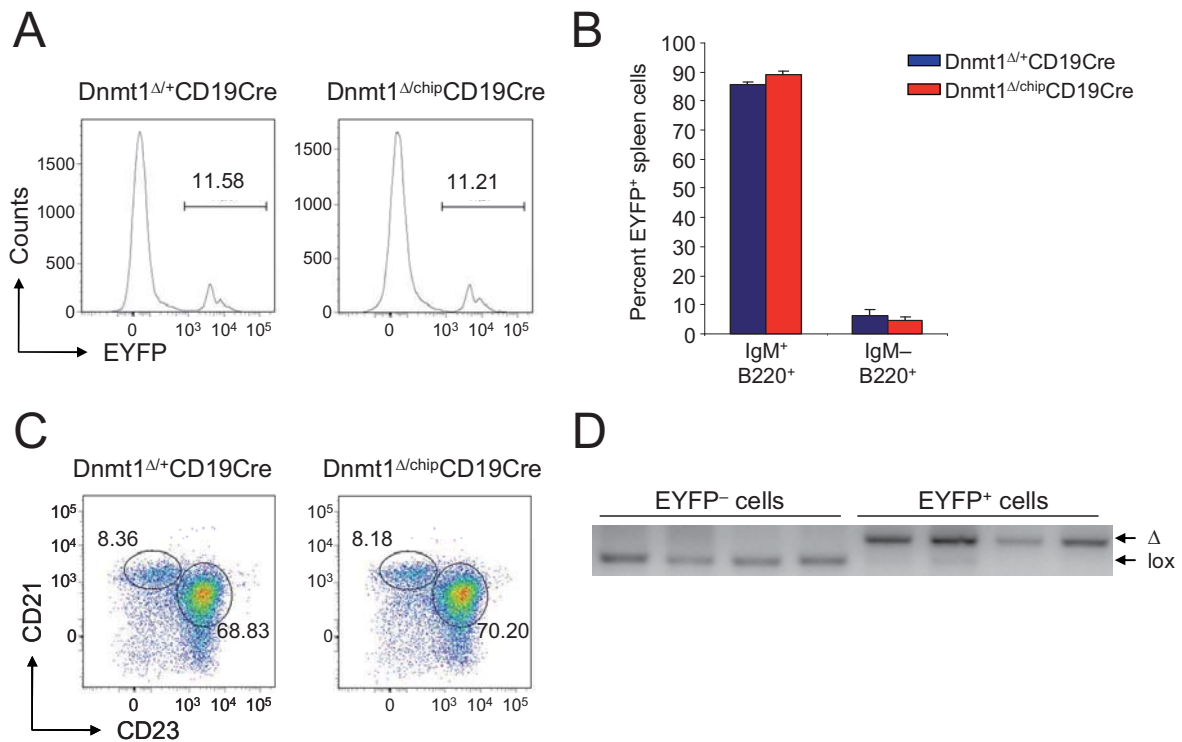 A
Dnmt1Δ/+CD19Cre
Dnmt1Δ/chipCD19Cre
Counts
1500
1000
500
0
11.58
0 10³ 10⁴ 10⁵
1500
1000
500
0
11.21
0 10³ 10⁴ 10⁵
EYFP
B
Percent EYFP⁺ spleen cells
100
90
80
70
60
50
40
30
20
10
0
IgM⁺
B220⁺
IgM–
B220⁺
Dnmt1Δ/+CD19Cre
Dnmt1Δ/chipCD19Cre
C
Dnmt1Δ/+CD19Cre
Dnmt1Δ/chipCD19Cre
CD21
10⁵
10⁴
10³
0
8.36
68.83
0 10³ 10⁴ 10⁵
10⁵
10⁴
10³
0
8.18
70.20
0 10³ 10⁴ 10⁵
CD23
D
EYFP– cells
EYFP⁺ cells
Δ
lox